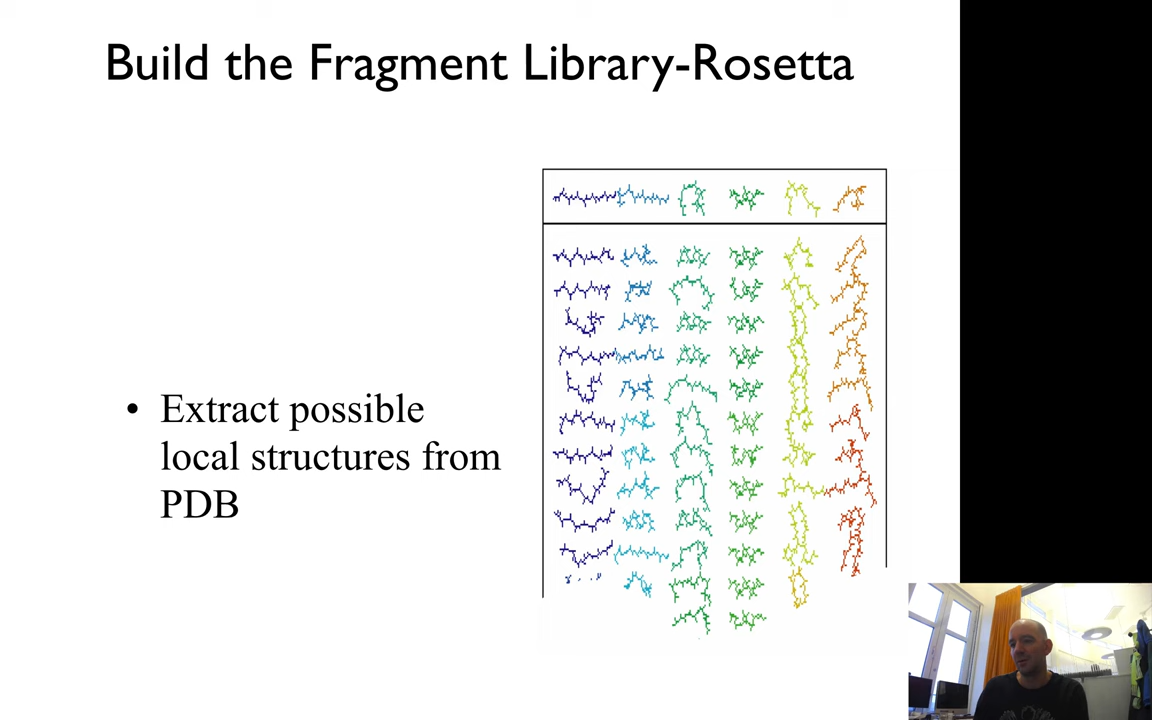 Build the Fragment Library-Rosetta
• Extract possible
local structures from
PDB